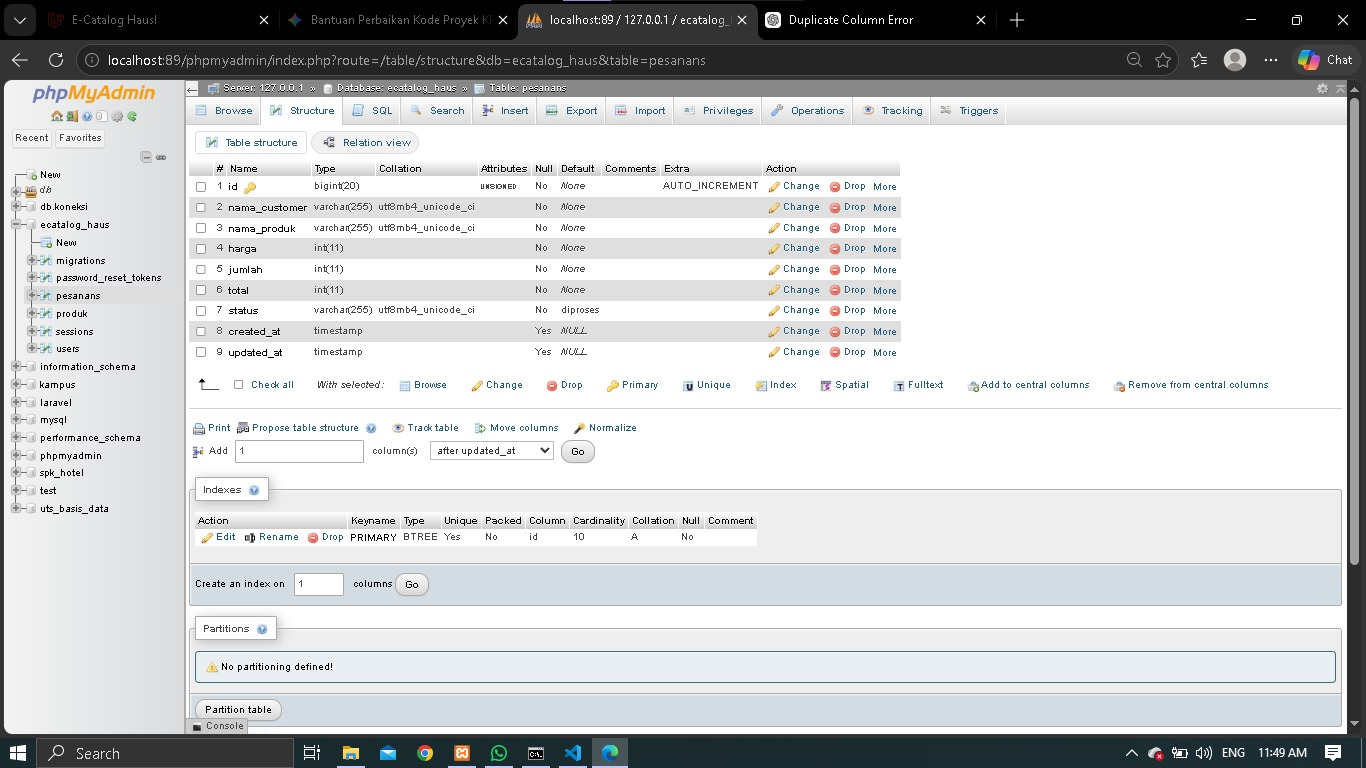 E-Catalog Haus!
Bantuan Perbaikan Kode Proyek K
localhost:89 / 127.0.0.1 / ecatalog_
Duplicate Column Error
localhost:89/phpmyadmin/index.php?route=/table/structure&db=ecatalog_haus&table=pesanans
Chat
phpMyAdmin
Recent Favorites
New
db
db.koneksi
ecatalog_haus
New
migrations
password_reset_tokens
pesanans
produk
sessions
users
information_schema
kampus
laravel
mysql
performance_schema
phpmyadmin
spk_hotel
test
uts_basis_data
Server: 127.0.0.1 » Database: ecatalog_haus » Table: pesanans
Browse Structure SQL Search Insert Export Import Privileges Operations Tracking Triggers
Table structure Relation view
# Name Type Collation Attributes Null Default Comments Extra Action
1 id bigint(20) UNSIGNED No None AUTO_INCREMENT Change Drop More
2 nama_customer varchar(255) utf8mb4_unicode_ci No None Change Drop More
3 nama_produk varchar(255) utf8mb4_unicode_ci No None Change Drop More
4 harga int(11) No None Change Drop More
5 jumlah int(11) No None Change Drop More
6 total int(11) No None Change Drop More
7 status varchar(255) utf8mb4_unicode_ci No diproses Change Drop More
8 created_at timestamp Yes NULL Change Drop More
9 updated_at timestamp Yes NULL Change Drop More
Check all With selected: Browse Change Drop Primary Unique Index Spatial Fulltext Add to central columns Remove from central columns
Print Propose table structure Track table Move columns Normalize
Add 1 column(s) after updated_at Go
Indexes
Action Keyname Type Unique Packed Column Cardinality Collation Null Comment
Edit Rename Drop PRIMARY BTREE Yes No id 10 A No
Create an index on 1 columns Go
Partitions
No partitioning defined!
Partition table
Console
Search
ENG 11:49 AM